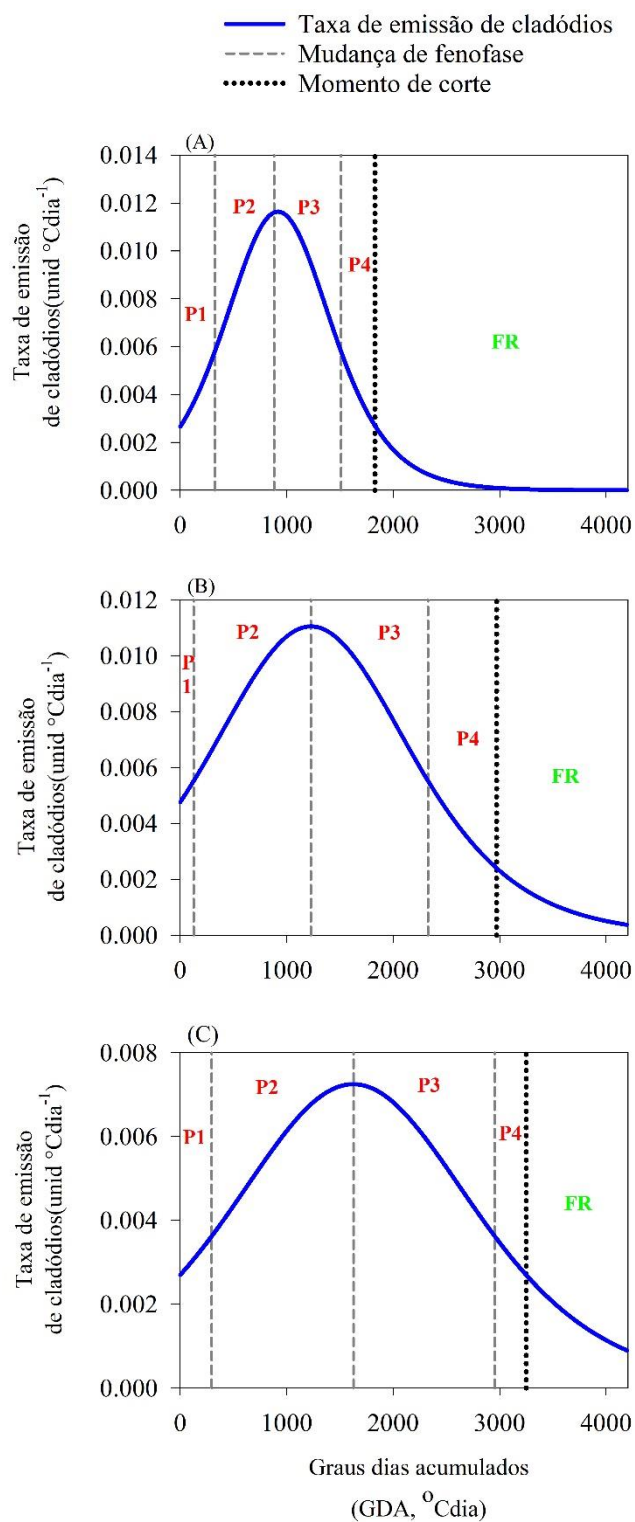 Taxa de emissão de cladódios
Mudança de fenofase
Momento de corte
(A)
0.014
0.012
0.010
0.008
0.006
0.004
0.002
0.000
Taxa de emissão
de cladódios(unid °Cdia-1)
P1
P2
P3
P4
FR
0
1000
2000
3000
4000
(B)
0.012
0.010
0.008
0.006
0.004
0.002
0.000
Taxa de emissão
de cladódios(unid °Cdia-1)
P
1
P2
P3
P4
FR
0
1000
2000
3000
4000
(C)
0.008
0.006
0.004
0.002
0.000
Taxa de emissão
de cladódios(unid °Cdia-1)
P1
P2
P3
P4
FR
0
1000
2000
3000
4000
Graus dias acumulados
(GDA, °Cdia)